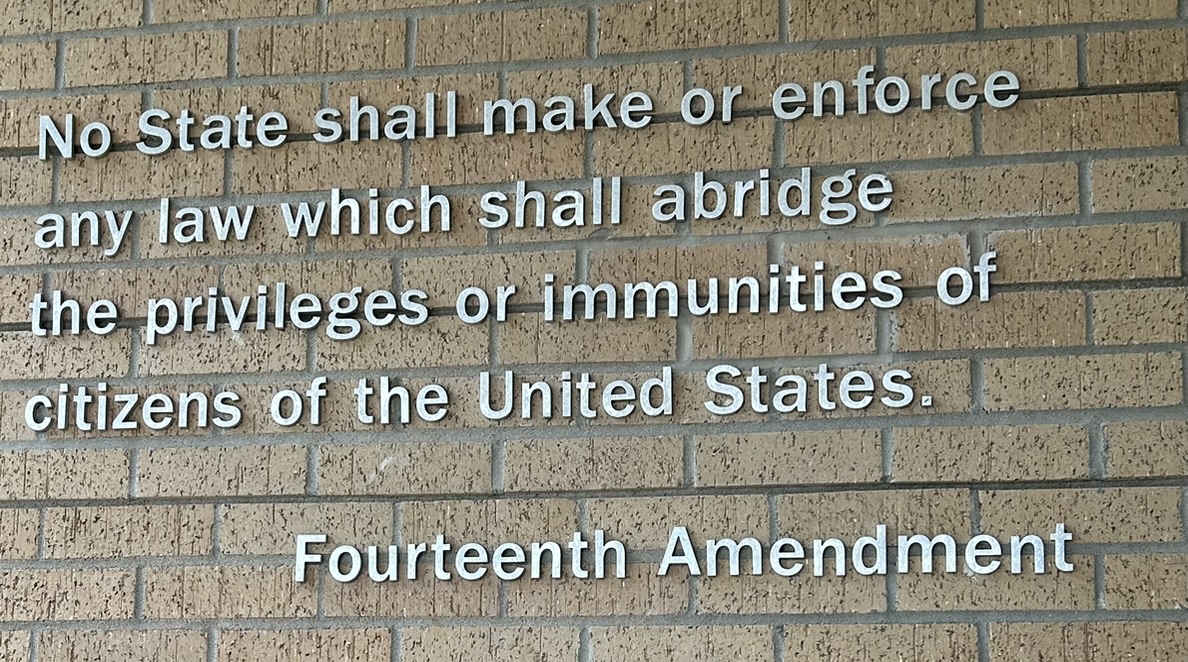 No State shall make or enforce
any law which shall abridge
the privileges or immunities of
citizens of the United States.
Fourteenth Amendment